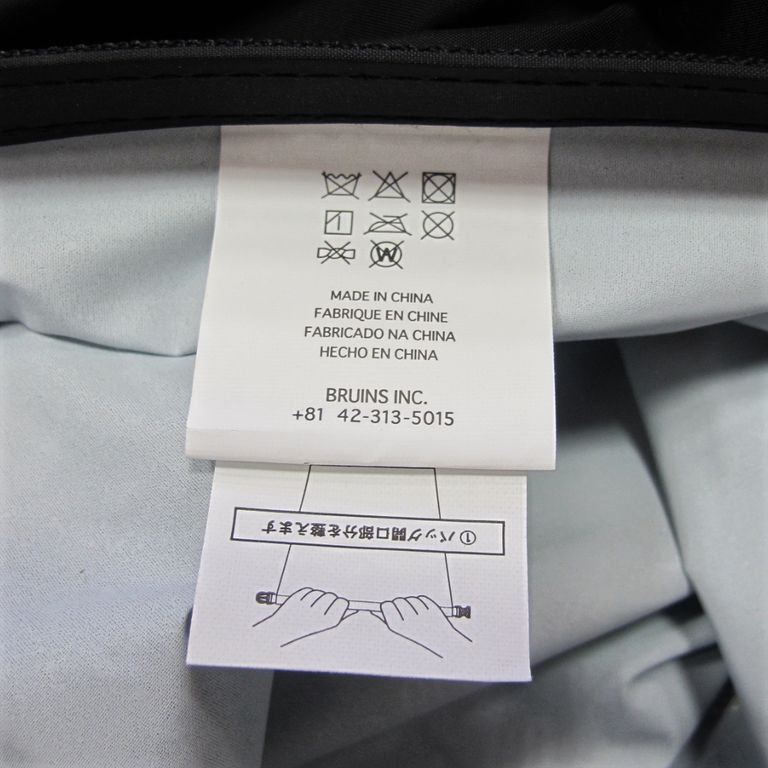 MADE IN CHINA
FABRIQUE EN CHINE
FABRICADO NA CHINA
HECHO EN CHINA
BRUINS INC.
+81 42-313-5015
①バッグ開口部分を整えます